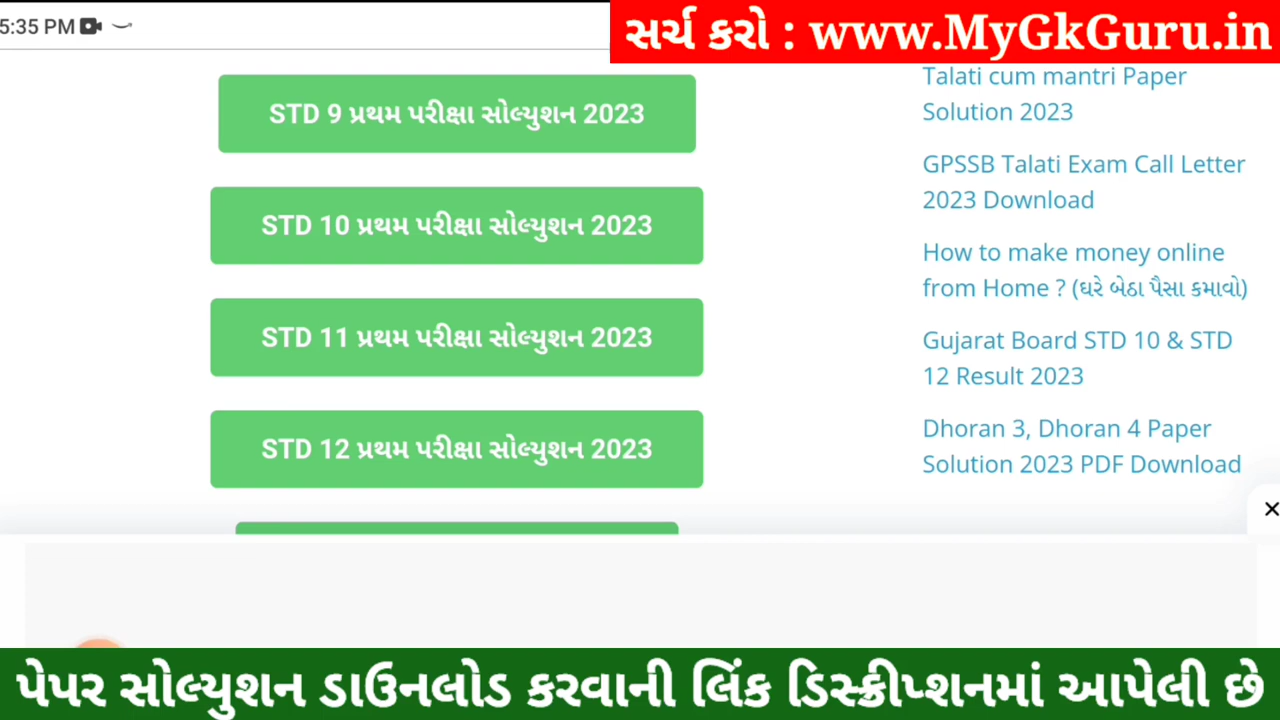 5:35 PM
સર્ચ કરો : www.MyGkGuru.in
STD 9 પ્રથમ પરીક્ષા સોલ્યુશન 2023
STD 10 પ્રથમ પરીક્ષા સોલ્યુશન 2023
STD 11 પ્રથમ પરીક્ષા સોલ્યુશન 2023
STD 12 પ્રથમ પરીક્ષા સોલ્યુશન 2023
Talati cum mantri Paper
Solution 2023
GPSSB Talati Exam Call Letter
2023 Download
How to make money online
from Home ? (ઘરે બેઠા પૈસા કમાવો)
Gujarat Board STD 10 & STD
12 Result 2023
Dhoran 3, Dhoran 4 Paper
Solution 2023 PDF Download
પેપર સોલ્યુશન ડાઉનલોડ કરવાની લિંક ડિસ્ક્રીપ્શનમાં આપેલી છે